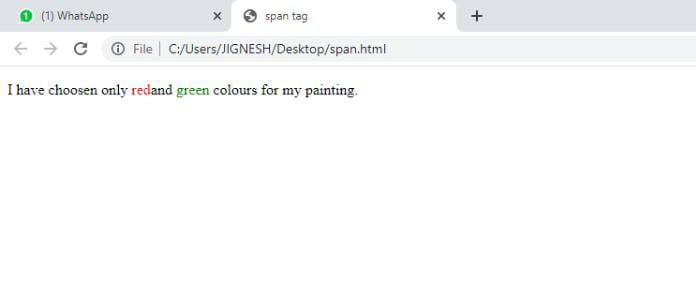 (1) WhatsApp
span tag
File | C:/Users/JIGNESH/Desktop/span.html
I have choosen only redand green colours for my painting.